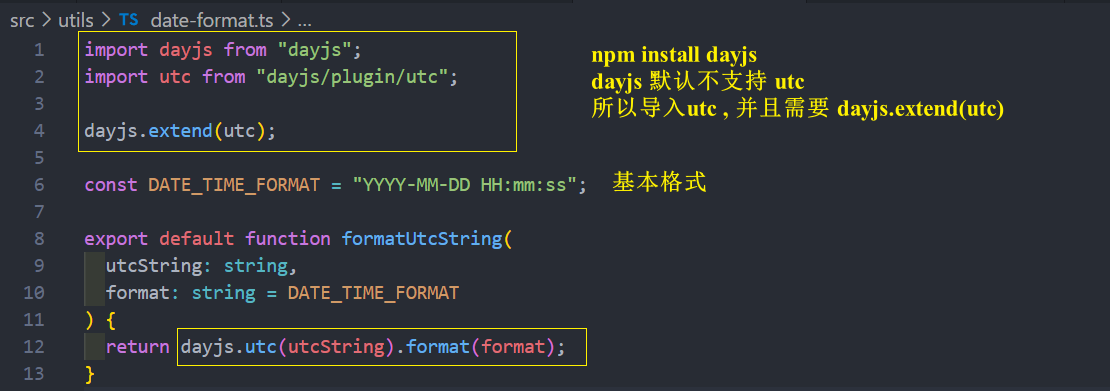 src > utils > TS date-format.ts > ...
1 import dayjs from "dayjs"; npm install dayjs
2 import utc from "dayjs/plugin/utc"; dayjs 默认不支持 utc
3 所以导入utc , 并且需要 dayjs.extend(utc)
4 dayjs.extend(utc);
5
6 const DATE_TIME_FORMAT = "YYYY-MM-DD HH:mm:ss"; 基本格式
7
8 export default function formatUtcString(
9 utcString: string,
10 format: string = DATE_TIME_FORMAT
11 ) {
12 return dayjs.utc(utcString).format(format);
13 }